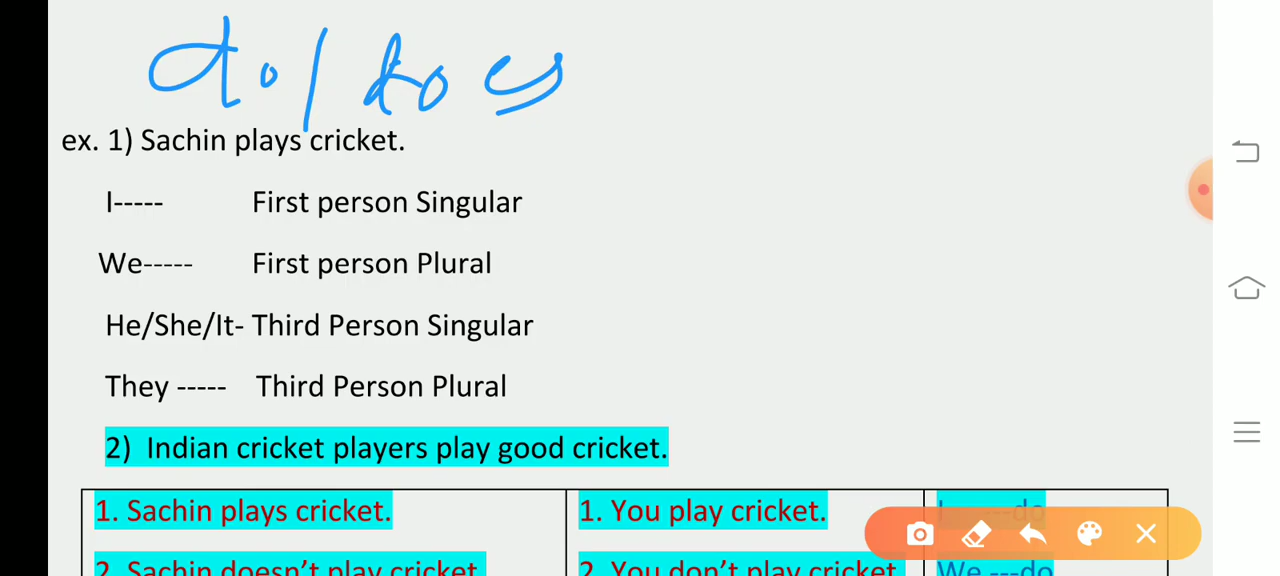 do/does
ex. 1) Sachin plays cricket.
I----- First person Singular
We----- First person Plural
He/She/It- Third Person Singular
They ----- Third Person Plural
2) Indian cricket players play good cricket.
1. Sachin plays cricket. 1. You play cricket. I ---do
2. Sachin doesn't play cricket 2. You don't play cricket We ---do